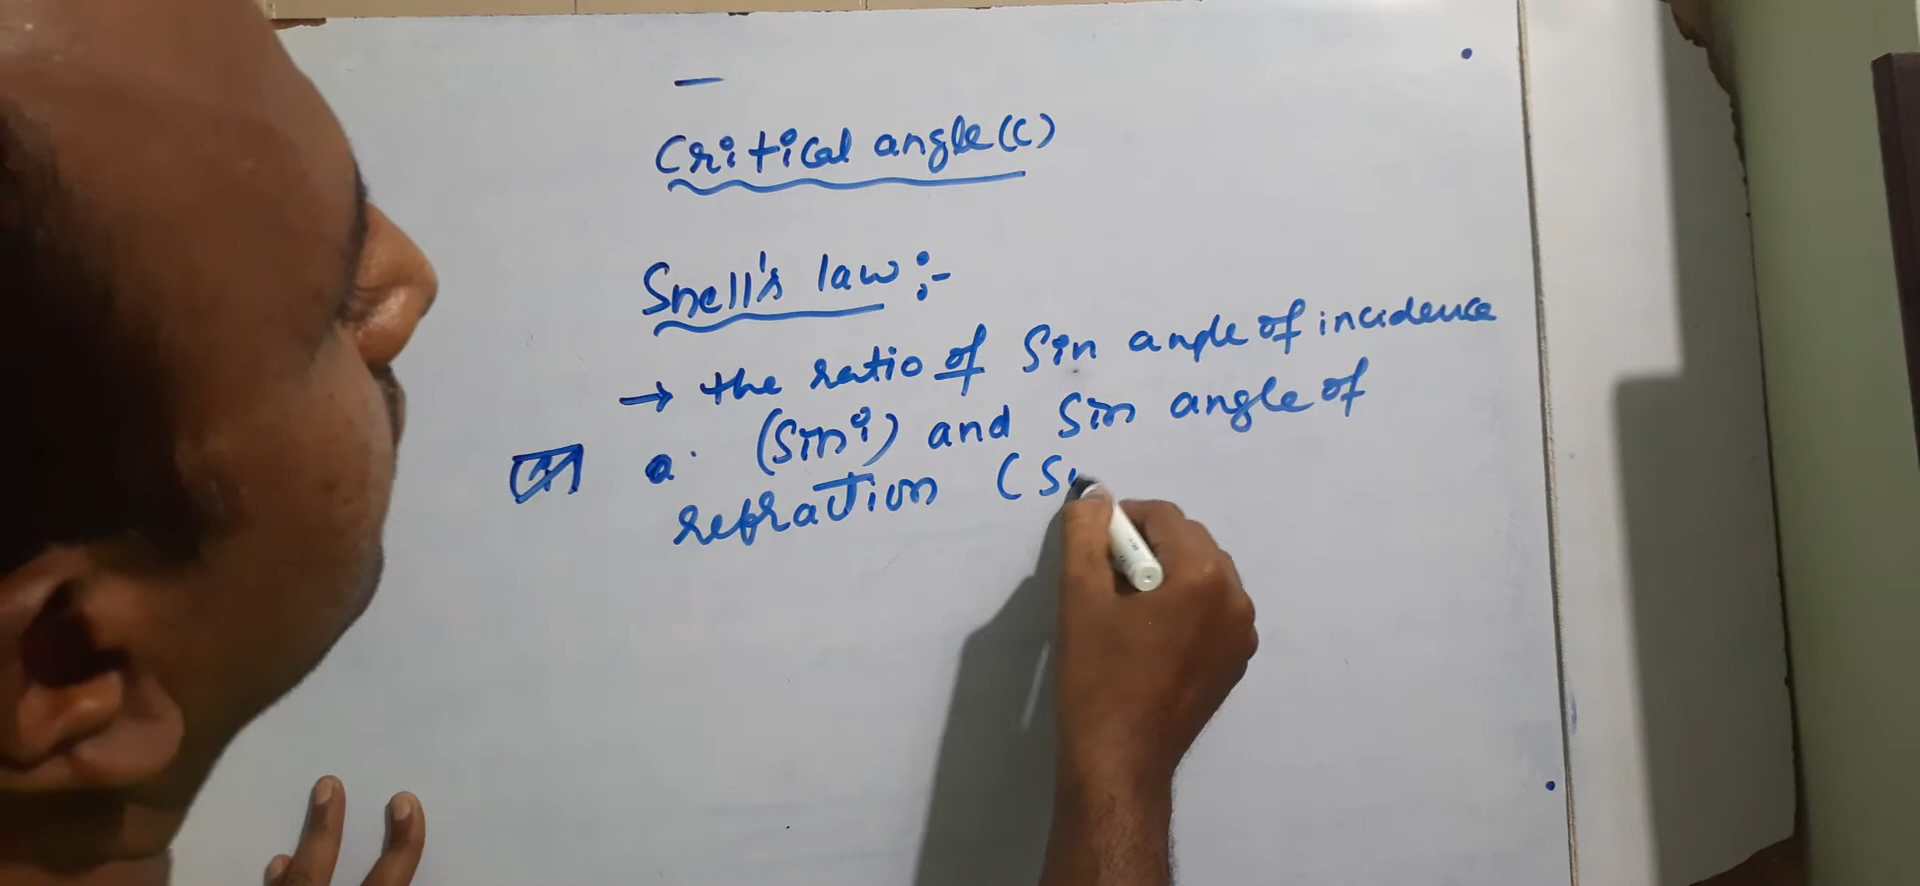 Critical angle (C)
Snell's law :-
→ the ratio of Sin angle of incidence
a. (Sin i) and Sin angle of
refraction (S